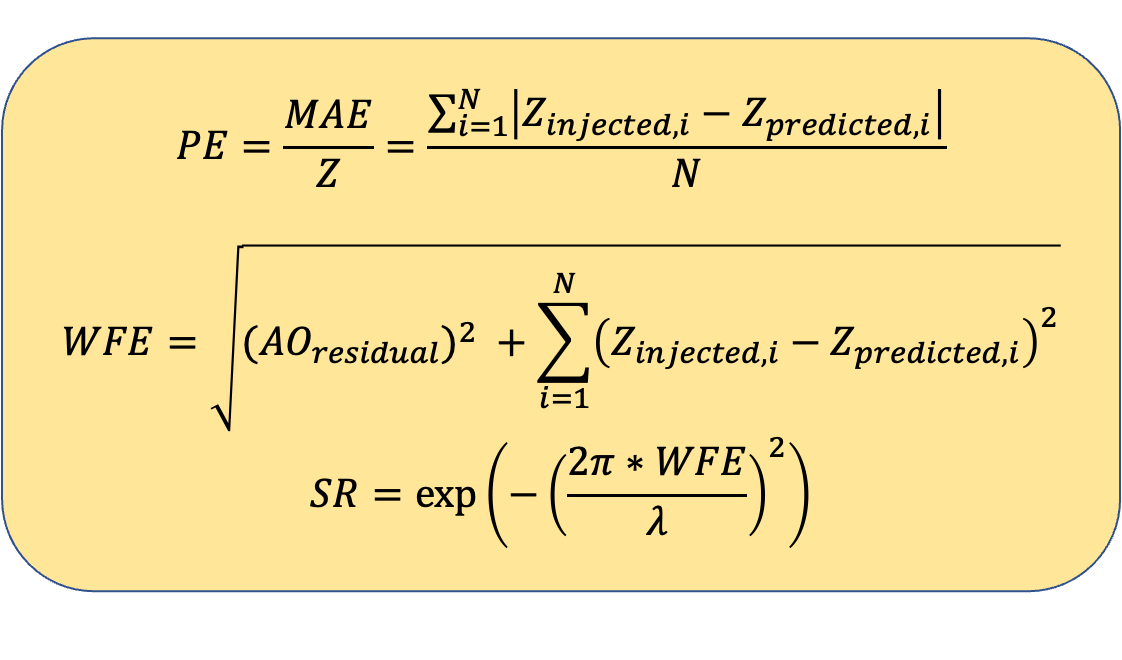 PE = MAE / Z = ∑_{i=1}^{N} |Z_{injected,i} − Z_{predicted,i}| / N
WFE = √((AO_{residual})² + ∑_{i=1}^{N} (Z_{injected,i} − Z_{predicted,i})²)
SR = exp(−(2π * WFE / λ)²)